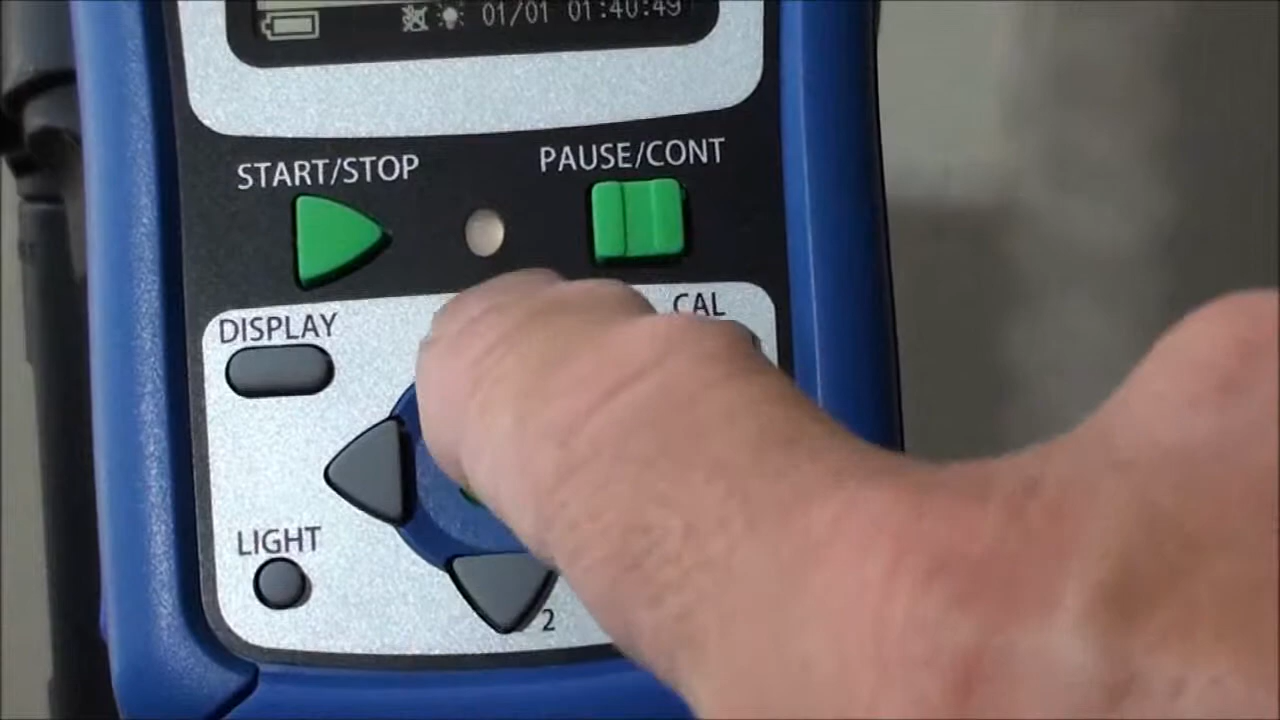 01/01 01:40:49
START/STOP
PAUSE/CONT
DISPLAY
CAL
LIGHT
2